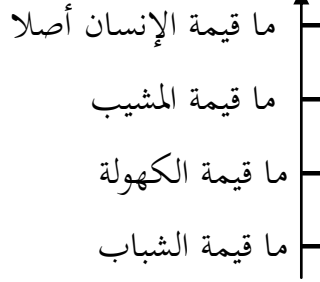 ما قيمة الإنسان أصلا
ما قيمة المشيب
ما قيمة الكهولة
ما قيمة الشباب